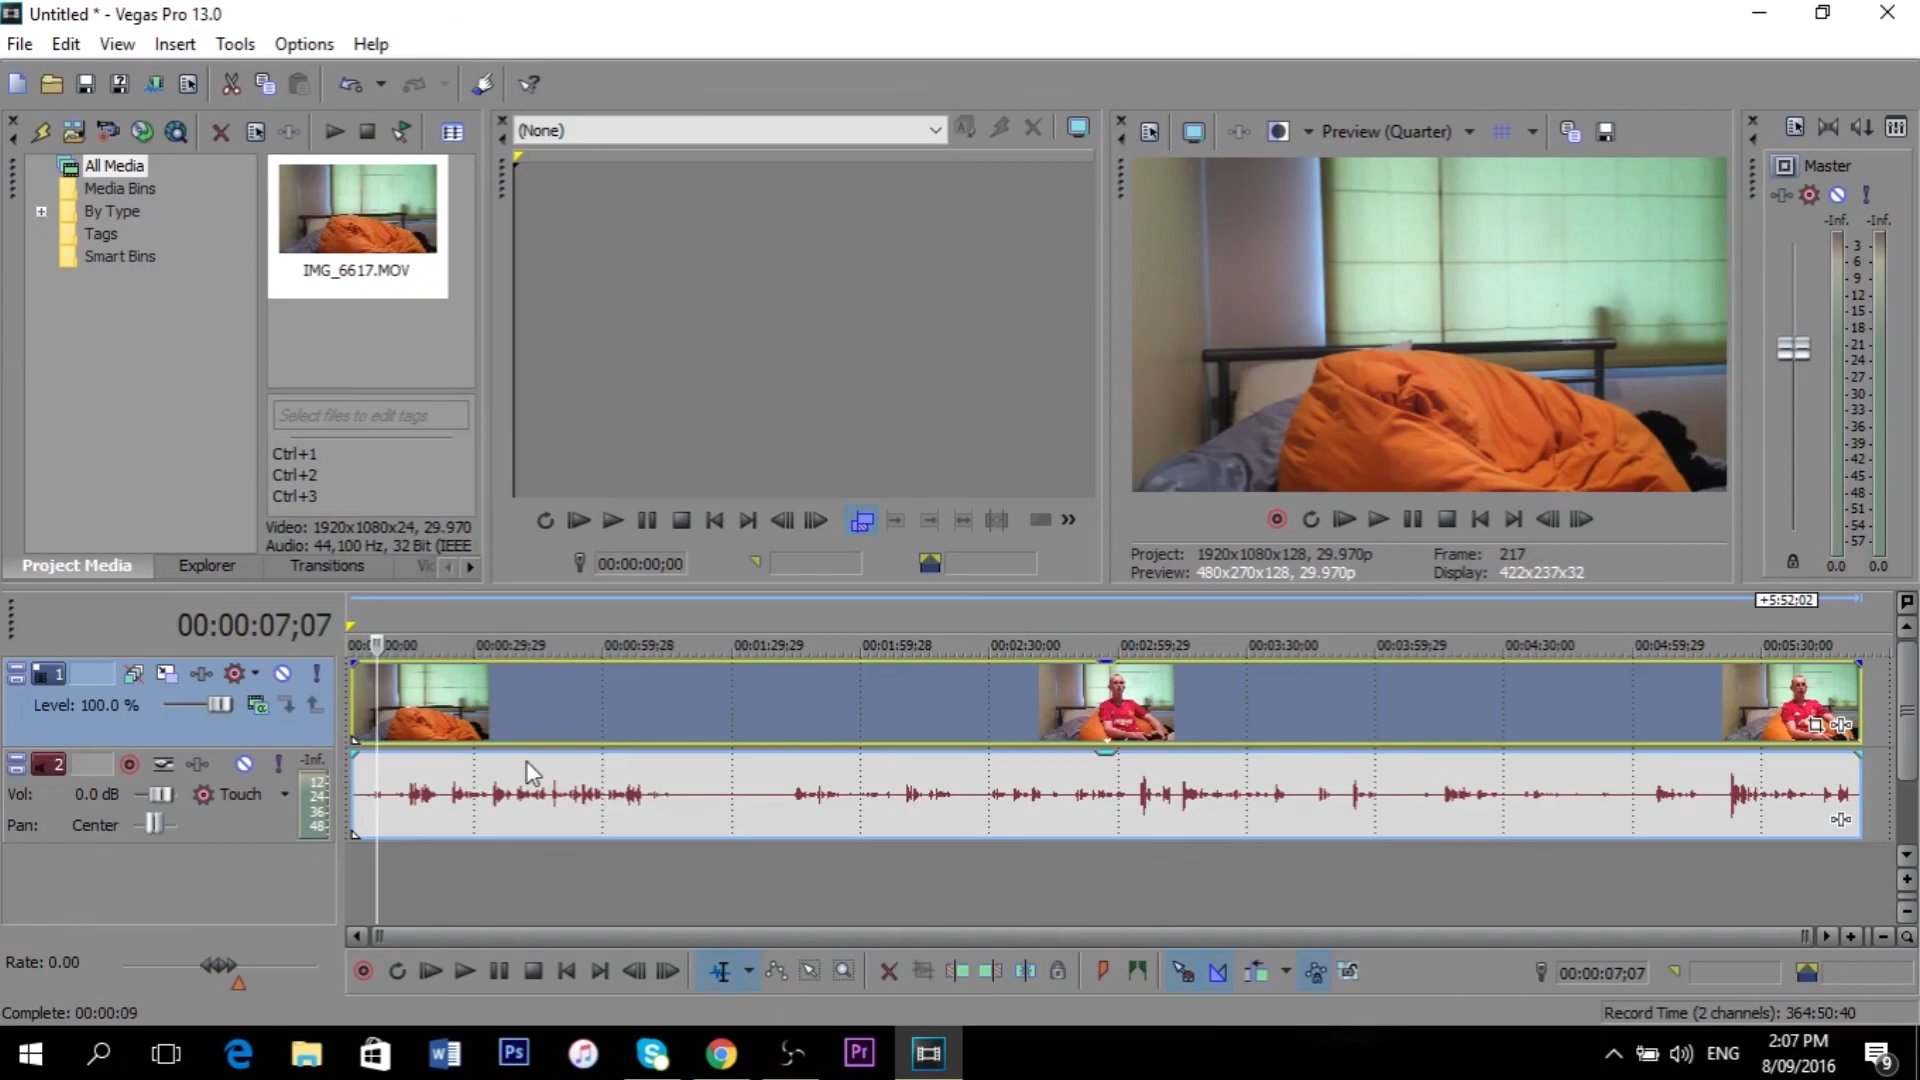 Untitled * - Vegas Pro 13.0
File Edit View Insert Tools Options Help
(None)
Preview (Quarter)
All Media
Media Bins
By Type
Tags
Smart Bins
IMG_6617.MOV
Select files to edit tags
Ctrl+1
Ctrl+2
Ctrl+3
Video: 1920x1080x24, 29.970
Audio: 44,100 Hz, 32 Bit (IEEE
Project Media Explorer Transitions
00:00:00;00
Project: 1920x1080x128, 29.970p Frame: 217
Preview: 480x270x128, 29.970p Display: 422x237x32
Master
-Inf. -Inf.
3
6
9
12
15
18
21
24
27
30
33
36
39
42
45
48
51
54
57
0.0 0.0
+5:52;02
00:00:07;07
00:00:29;29 00:00:59;28 00:01:29;29 00:01:59;28 00:02:30;00 00:02:59;29 00:03:30;00 00:03:59;29 00:04:30;00 00:04:59;29 00:05:30;00
1
Level: 100.0 %
2
-Inf.
Vol: 0.0 dB Touch
Pan: Center
12
24
36
48
Rate: 0.00
00:00:07;07
Complete: 00:00:09
Record Time (2 channels): 364:50:40
W Ps S Pr
ENG
2:07 PM
8/09/2016
9